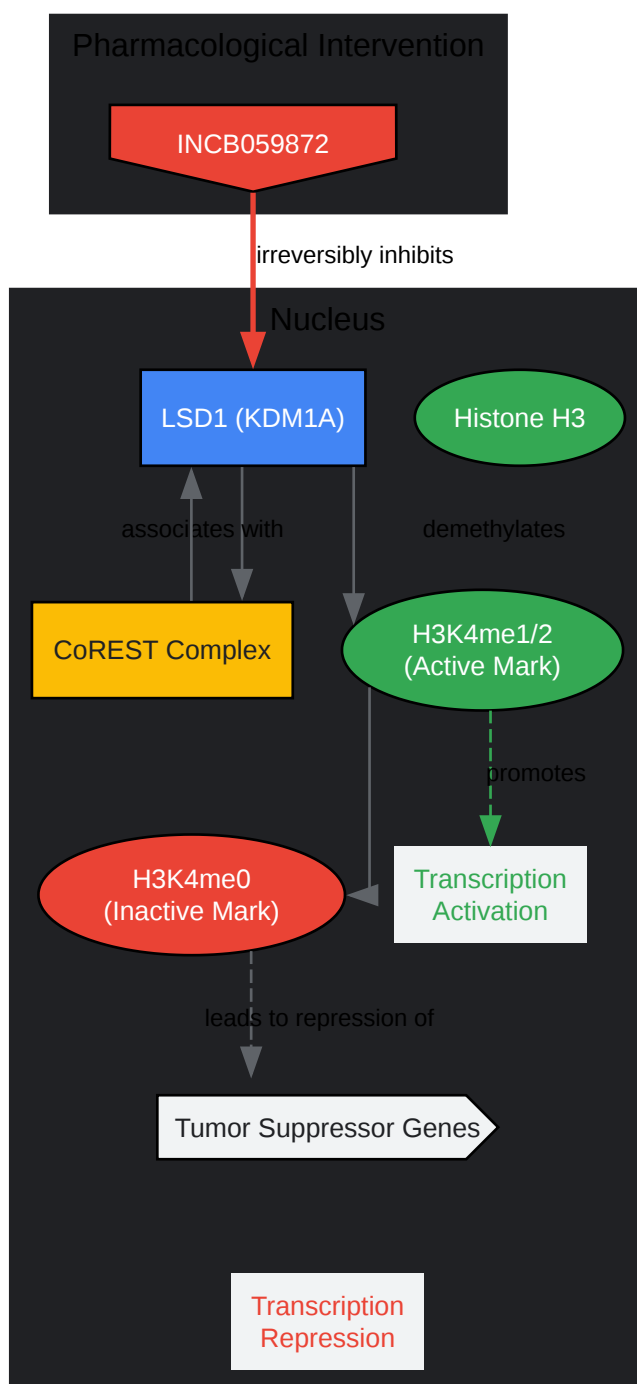 Pharmacological Intervention
INCB059872
irreversibly inhibits
Nucleus
LSD1 (KDM1A)
Histone H3
associates with
demethylates
CoREST Complex
H3K4me1/2
(Active Mark)
promotes
H3K4me0
(Inactive Mark)
Transcription
Activation
leads to repression of
Tumor Suppressor Genes
Transcription
Repression